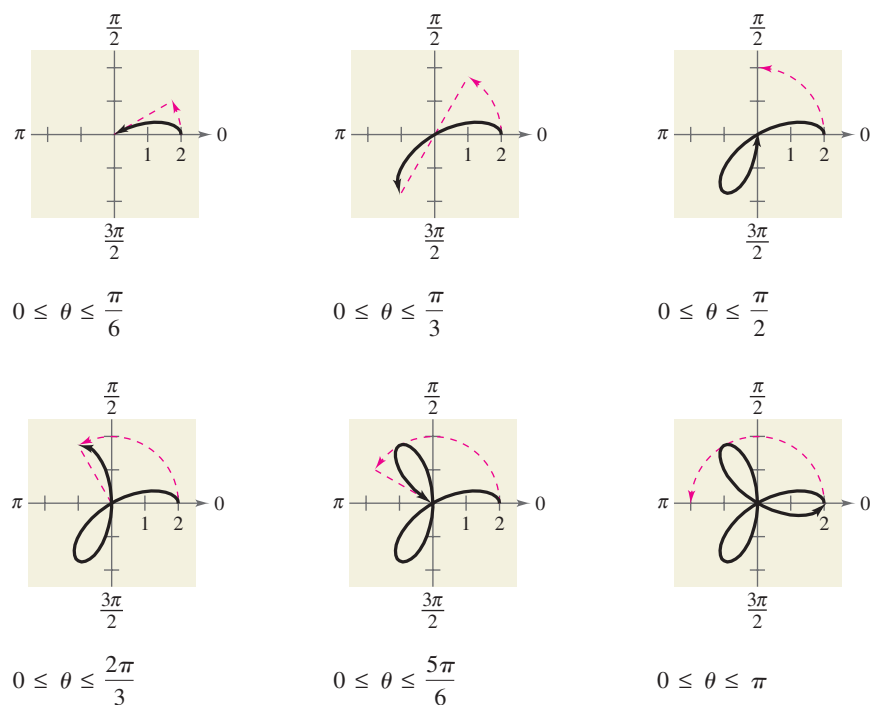 π/2 π/2 π/2
π 1 2 0 π 1 2 0 π 1 2 0
3π/2 3π/2 3π/2
0 ≤ θ ≤ π/6 0 ≤ θ ≤ π/3 0 ≤ θ ≤ π/2
π/2 π/2 π/2
π 1 2 0 π 1 2 0 π 2 0
3π/2 3π/2 3π/2
0 ≤ θ ≤ 2π/3 0 ≤ θ ≤ 5π/6 0 ≤ θ ≤ π